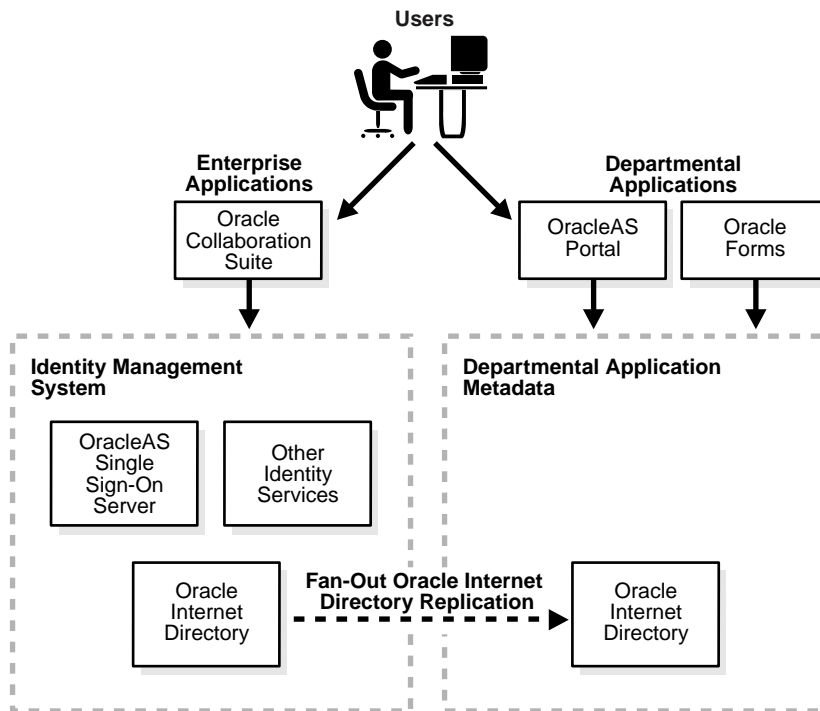 Users
Enterprise
Applications
Departmental
Applications
Oracle
Collaboration
Suite
OracleAS
Portal
Oracle
Forms
Identity Management
System
Departmental Application
Metadada
OracleAS
Single
Sign-On
Server
Other
Identity
Services
Oracle
Internet
Directory
Fan-Out Oracle Internet
Directory Replication
Oracle
Internet
Directory